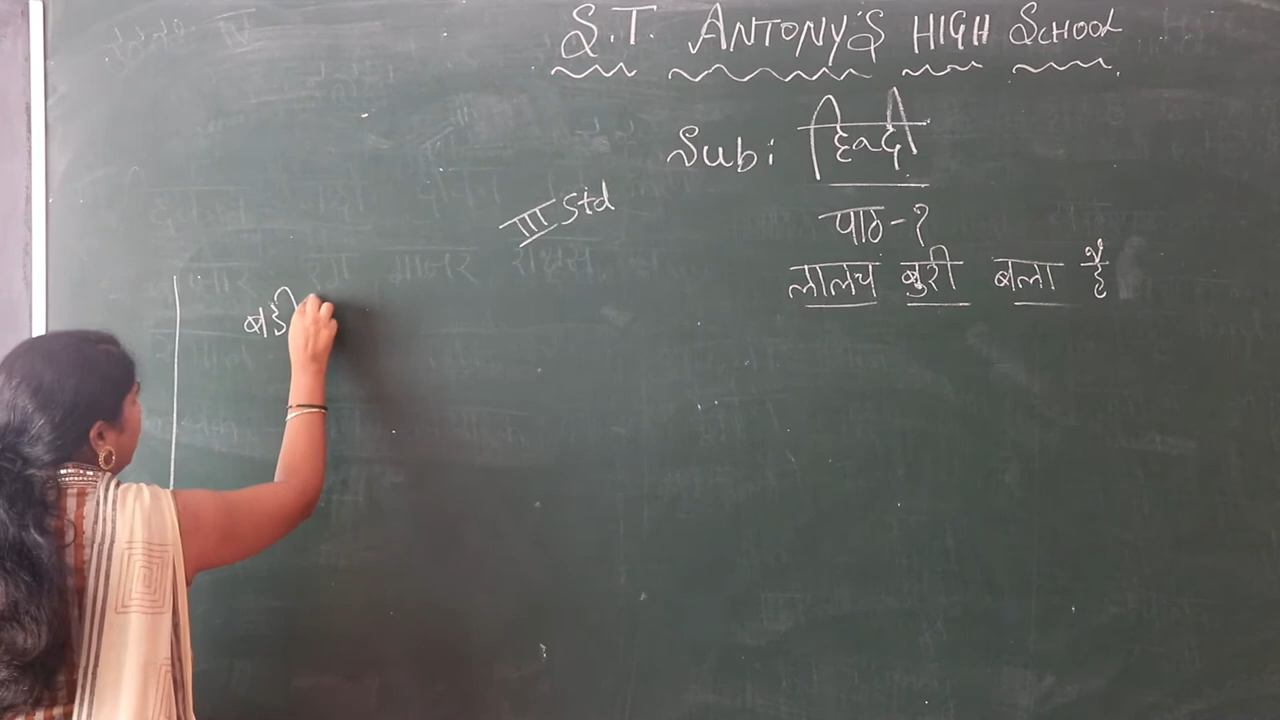 S.T. ANTONY'S HIGH SCHOOL
Sub: हिन्दी
III Std
पाठ-१
लालच बुरी बला है
बडी